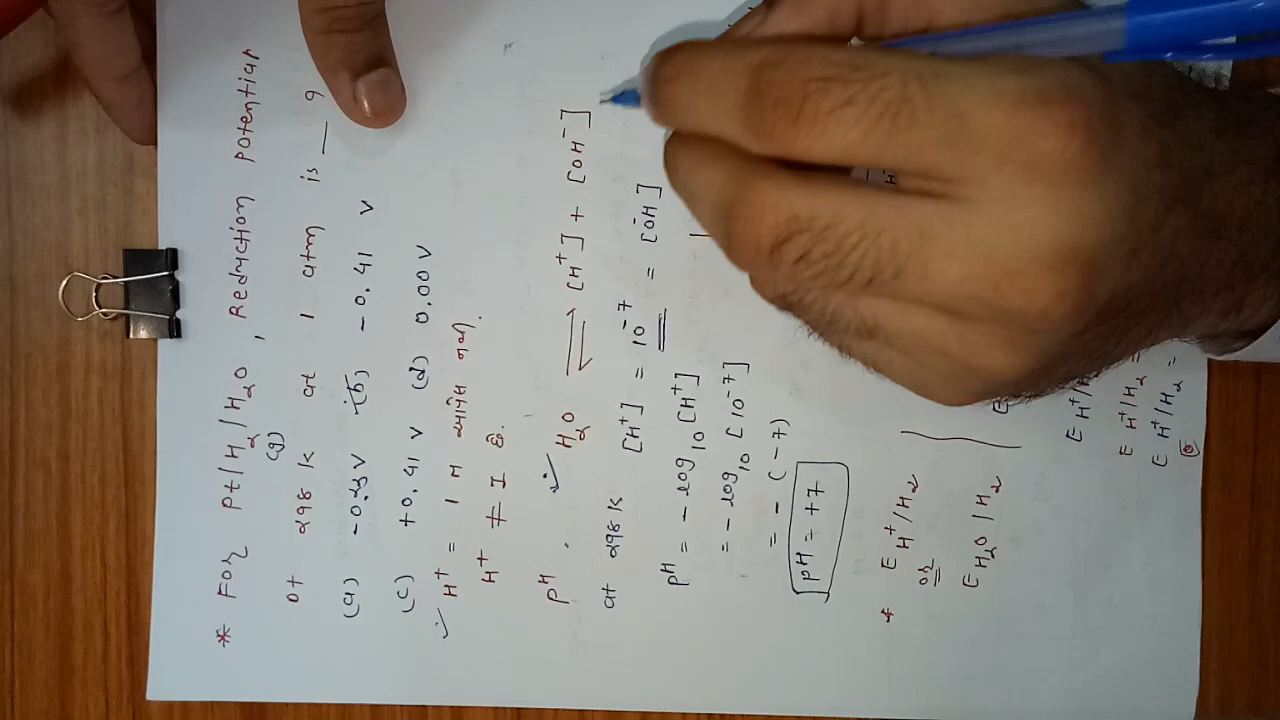 * For Pt/H₂(g)/H₂O, Reduction potential
at 298 K at 1 atm is __ ?
(a) -0.59 V (b) -0.41 V
(c) +0.41 V (d) 0.00 V
H⁺ = 1 M આપેલ નથી.
H⁺ ≠ 1 છે.
pH . H₂O ⇌ [H⁺] + [OH⁻]
at 298 K [H⁺] = 10⁻⁷ = [OH⁻]
pH = -log₁₀ [H⁺]
= -log₁₀ [10⁻⁷]
= - (-7)
pH = +7
* E H⁺/H₂
or
E H₂O/H₂
E H⁺/H₂
E H⁺/H₂ =
E H⁺/H₂ =